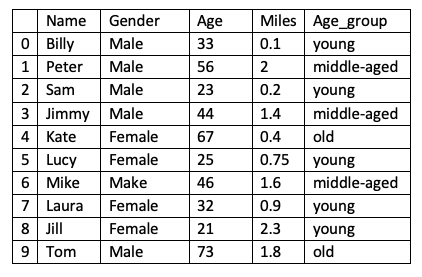 Name Gender Age Miles Age_group
0 Billy Male 33 0.1 young
1 Peter Male 56 2 middle-aged
2 Sam Male 23 0.2 young
3 Jimmy Male 44 1.4 middle-aged
4 Kate Female 67 0.4 old
5 Lucy Female 25 0.75 young
6 Mike Make 46 1.6 middle-aged
7 Laura Female 32 0.9 young
8 Jill Female 21 2.3 young
9 Tom Male 73 1.8 old